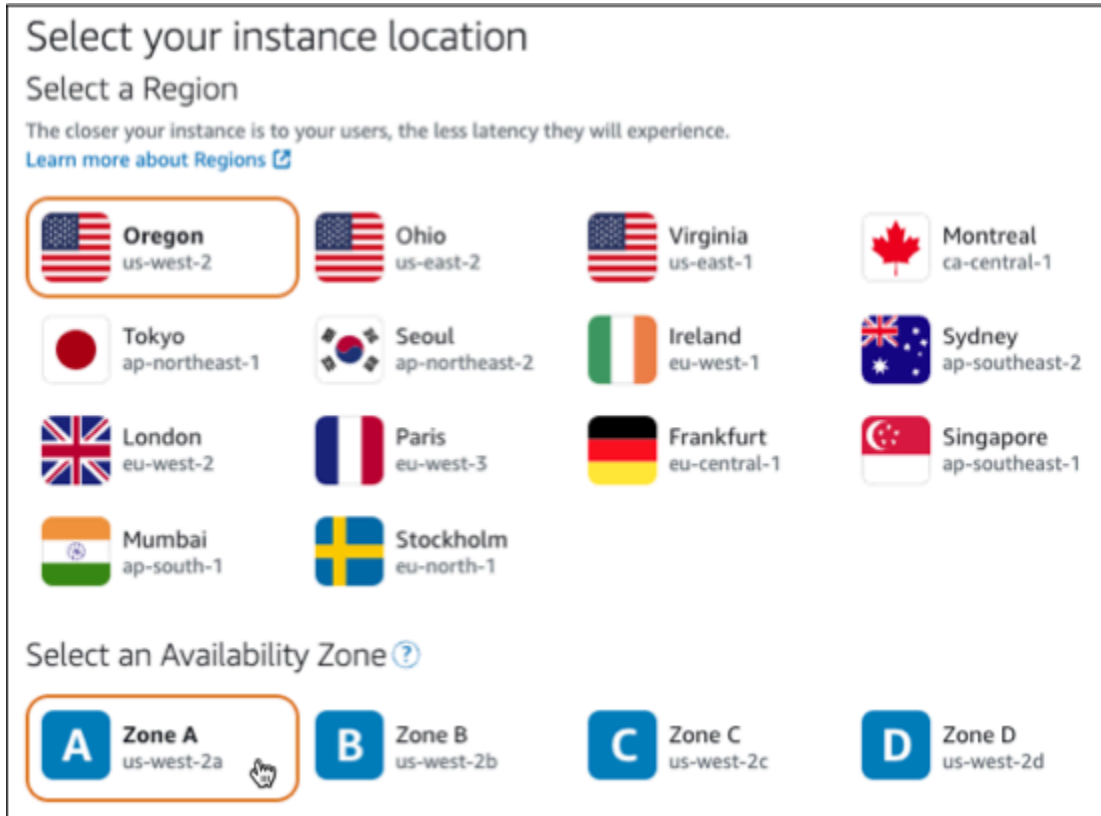 Select your instance location
Select a Region
The closer your instance is to your users, the less latency they will experience.
Learn more about Regions
Oregon
us-west-2
Ohio
us-east-2
Virginia
us-east-1
Montreal
ca-central-1
Tokyo
ap-northeast-1
Seoul
ap-northeast-2
Ireland
eu-west-1
Sydney
ap-southeast-2
London
eu-west-2
Paris
eu-west-3
Frankfurt
eu-central-1
Singapore
ap-southeast-1
Mumbai
ap-south-1
Stockholm
eu-north-1
Select an Availability Zone ?
A
Zone A
us-west-2a
B
Zone B
us-west-2b
C
Zone C
us-west-2c
D
Zone D
us-west-2d